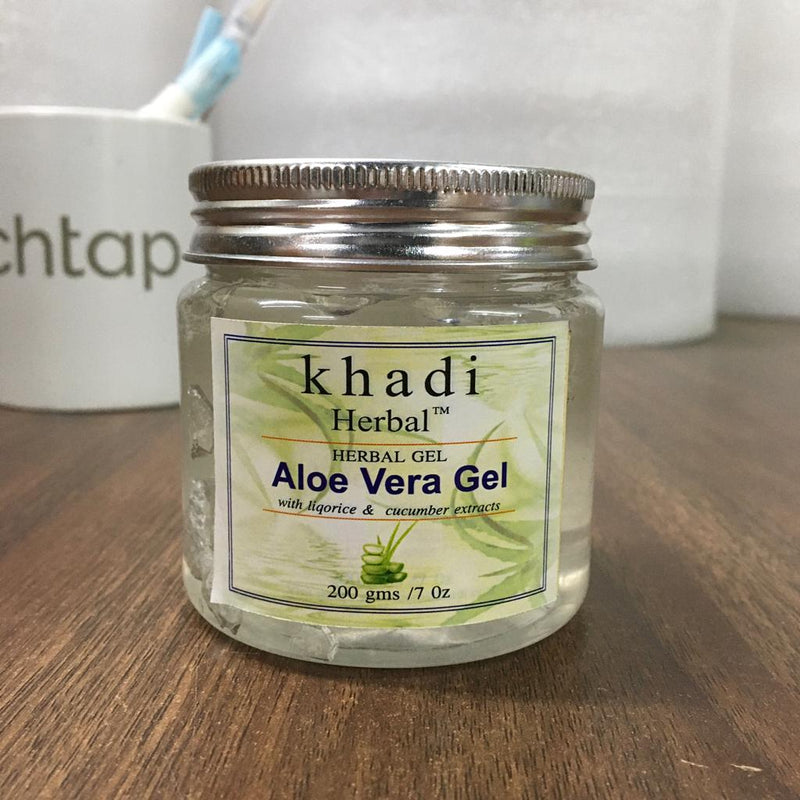 chtap
khadi
Herbal™
HERBAL GEL
Aloe Vera Gel
with liqorice & cucumber extracts
200 gms /7 0z